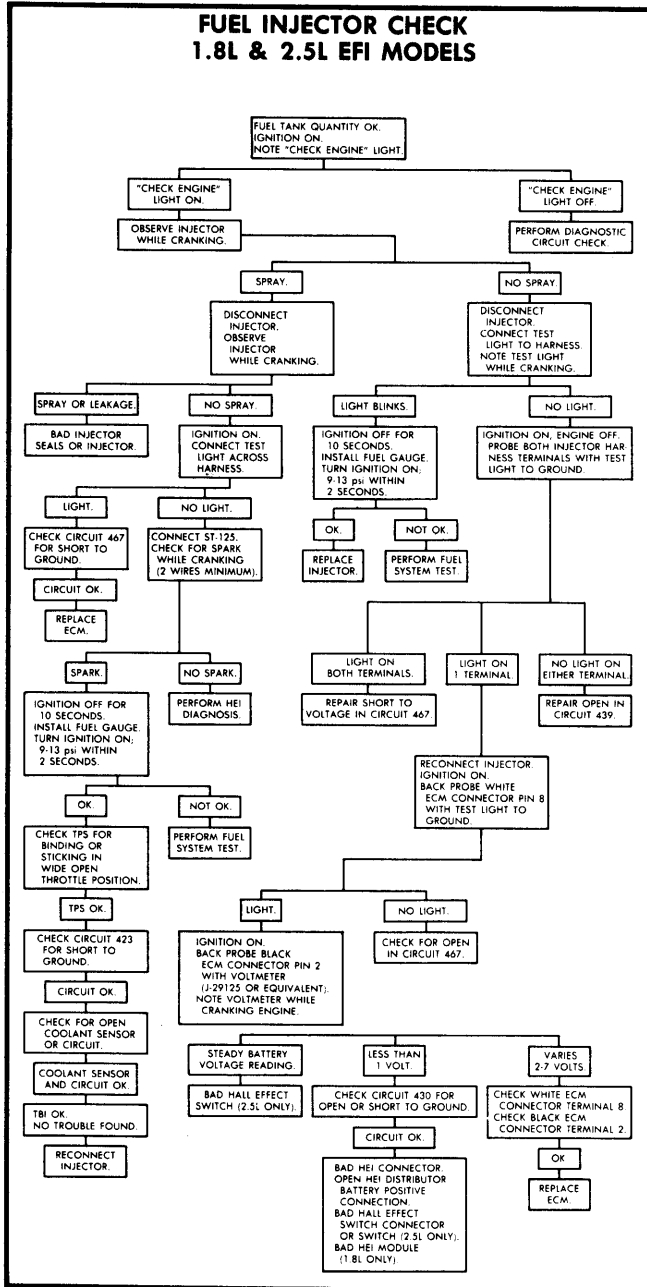 FUEL INJECTOR CHECK
1.8L & 2.5L EFI MODELS
FUEL TANK QUANTITY OK.
IGNITION ON.
NOTE "CHECK ENGINE" LIGHT.
"CHECK ENGINE"
LIGHT ON.
"CHECK ENGINE"
LIGHT OFF.
OBSERVE INJECTOR
WHILE CRANKING.
PERFORM DIAGNOSTIC
CIRCUIT CHECK.
SPRAY.
NO SPRAY.
DISCONNECT
INJECTOR.
OBSERVE
INJECTOR
WHILE CRANKING.
DISCONNECT
INJECTOR.
CONNECT TEST
LIGHT TO HARNESS.
NOTE TEST LIGHT
WHILE CRANKING.
SPRAY OR LEAKAGE.
NO SPRAY.
LIGHT BLINKS.
NO LIGHT.
BAD INJECTOR
SEALS OR INJECTOR.
IGNITION ON.
CONNECT TEST
LIGHT ACROSS
HARNESS.
IGNITION OFF FOR
10 SECONDS.
INSTALL FUEL GAUGE.
TURN IGNITION ON;
9-13 psi WITHIN
2 SECONDS.
IGNITION ON, ENGINE OFF.
PROBE BOTH INJECTOR HAR-
NESS TERMINALS WITH TEST
LIGHT TO GROUND.
LIGHT.
NO LIGHT.
OK.
NOT OK.
CHECK CIRCUIT 467
FOR SHORT TO
GROUND.
CONNECT ST-125.
CHECK FOR SPARK
WHILE CRANKING
(2 WIRES MINIMUM).
REPLACE
INJECTOR.
PERFORM FUEL
SYSTEM TEST.
CIRCUIT OK.
REPLACE
ECM.
SPARK.
NO SPARK.
LIGHT ON
BOTH TERMINALS.
LIGHT ON
1 TERMINAL.
NO LIGHT ON
EITHER TERMINAL.
IGNITION OFF FOR
10 SECONDS.
INSTALL FUEL GAUGE.
TURN IGNITION ON;
9-13 psi WITHIN
2 SECONDS.
PERFORM HEI
DIAGNOSIS.
REPAIR SHORT TO
VOLTAGE IN CIRCUIT 467.
REPAIR OPEN IN
CIRCUIT 439.
RECONNECT INJECTOR.
IGNITION ON.
BACK PROBE WHITE
ECM CONNECTOR PIN 8
WITH TEST LIGHT TO
GROUND.
OK.
NOT OK.
CHECK TPS FOR
BINDING OR
STICKING IN
WIDE OPEN
THROTTLE POSITION.
PERFORM FUEL
SYSTEM TEST.
TPS OK.
LIGHT.
NO LIGHT.
CHECK CIRCUIT 423
FOR SHORT TO
GROUND.
IGNITION ON.
BACK PROBE BLACK
ECM CONNECTOR PIN 2
WITH VOLTMETER
(J-29125 OR EQUIVALENT).
NOTE VOLTMETER WHILE
CRANKING ENGINE.
CHECK FOR OPEN
IN CIRCUIT 467.
CIRCUIT OK.
CHECK FOR OPEN
COOLANT SENSOR
OR CIRCUIT.
STEADY BATTERY
VOLTAGE READING.
LESS THAN
1 VOLT.
VARIES
2-7 VOLTS.
COOLANT SENSOR
AND CIRCUIT OK.
BAD HALL EFFECT
SWITCH (2.5L ONLY).
CHECK CIRCUIT 430 FOR
OPEN OR SHORT TO GROUND.
CHECK WHITE ECM
CONNECTOR TERMINAL 8.
CHECK BLACK ECM
CONNECTOR TERMINAL 2.
TBI OK.
NO TROUBLE FOUND.
CIRCUIT OK.
OK
RECONNECT
INJECTOR.
BAD HEI CONNECTOR.
OPEN HEI DISTRIBUTOR
BATTERY POSITIVE
CONNECTION.
BAD HALL EFFECT
SWITCH CONNECTOR
OR SWITCH (2.5L ONLY).
BAD HEI MODULE
(1.8L ONLY).
REPLACE
ECM.